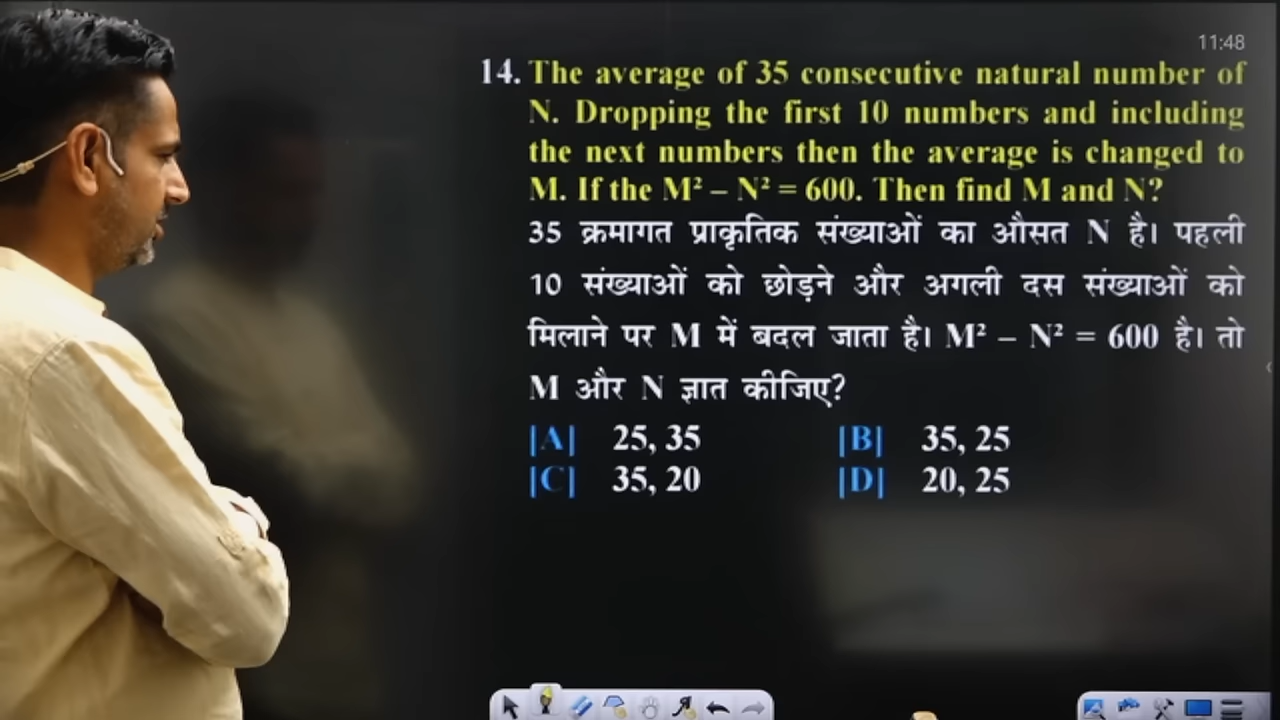 11:48
14. The average of 35 consecutive natural number of
N. Dropping the first 10 numbers and including
the next numbers then the average is changed to
M. If the M² – N² = 600. Then find M and N?
35 क्रमागत प्राकृतिक संख्याओं का औसत N है। पहली
10 संख्याओं को छोड़ने और अगली दस संख्याओं को
मिलाने पर M में बदल जाता है। M² – N² = 600 है। तो
M और N ज्ञात कीजिए?
|A| 25, 35 |B| 35, 25
|C| 35, 20 |D| 20, 25